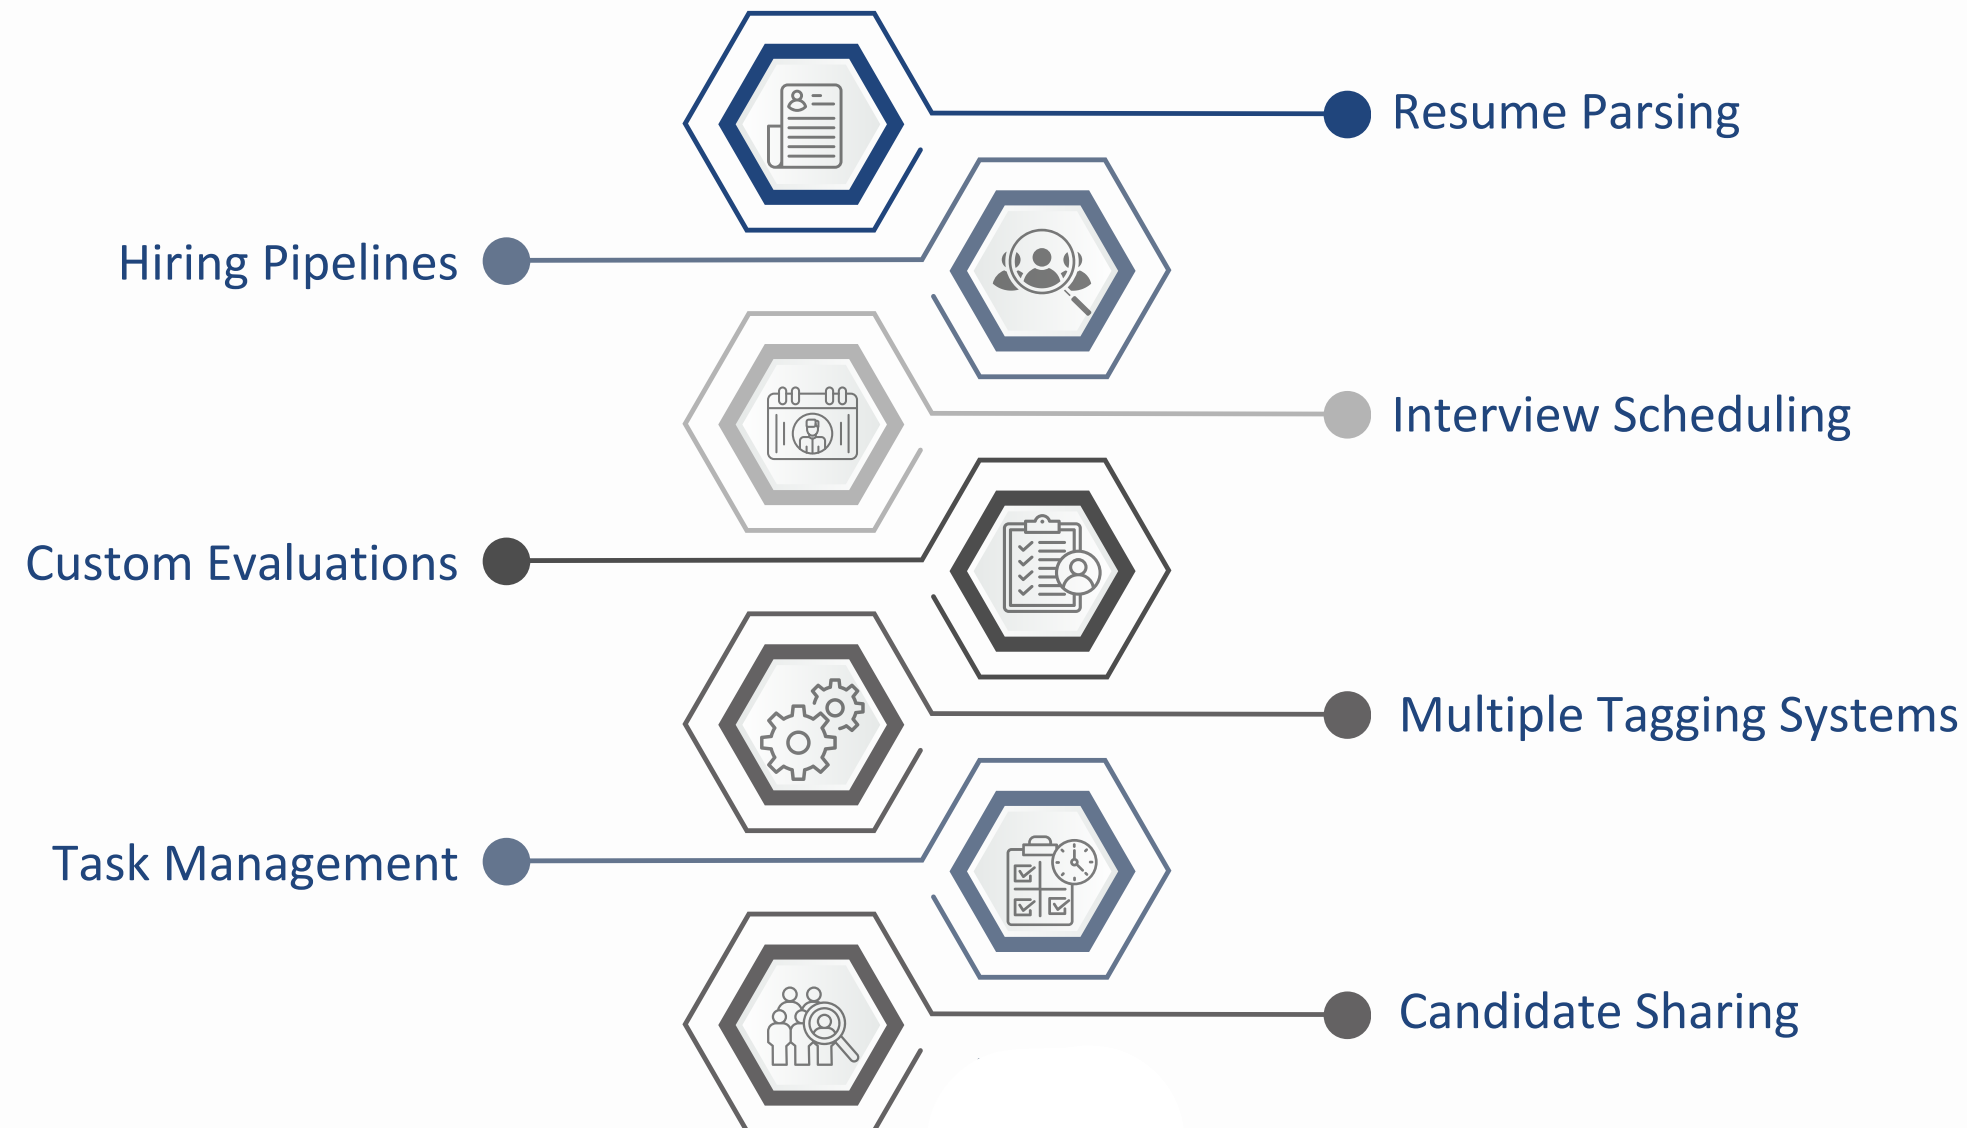 Resume Parsing
Hiring Pipelines
Interview Scheduling
Custom Evaluations
Multiple Tagging Systems
Task Management
Candidate Sharing